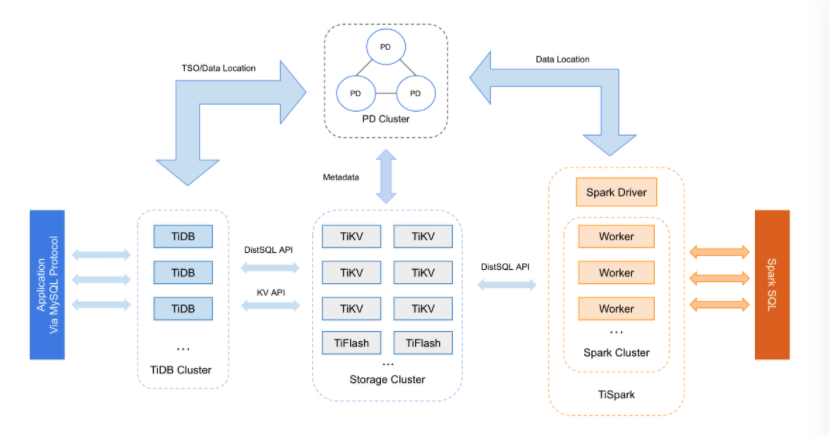 TSO/Data Location
PD
PD
PD
PD Cluster
Data Location
Metadata
Application
Via MySQL Protocol
TiDB
TiDB
TiDB
...
TiDB Cluster
DistSQL API
KV API
TiKV
TiKV
TiKV
TiKV
TiKV
TiKV
TiFlash
TiFlash
...
Storage Cluster
DistSQL API
Spark Driver
Worker
Worker
Worker
...
Spark Cluster
TiSpark
Spark SQL